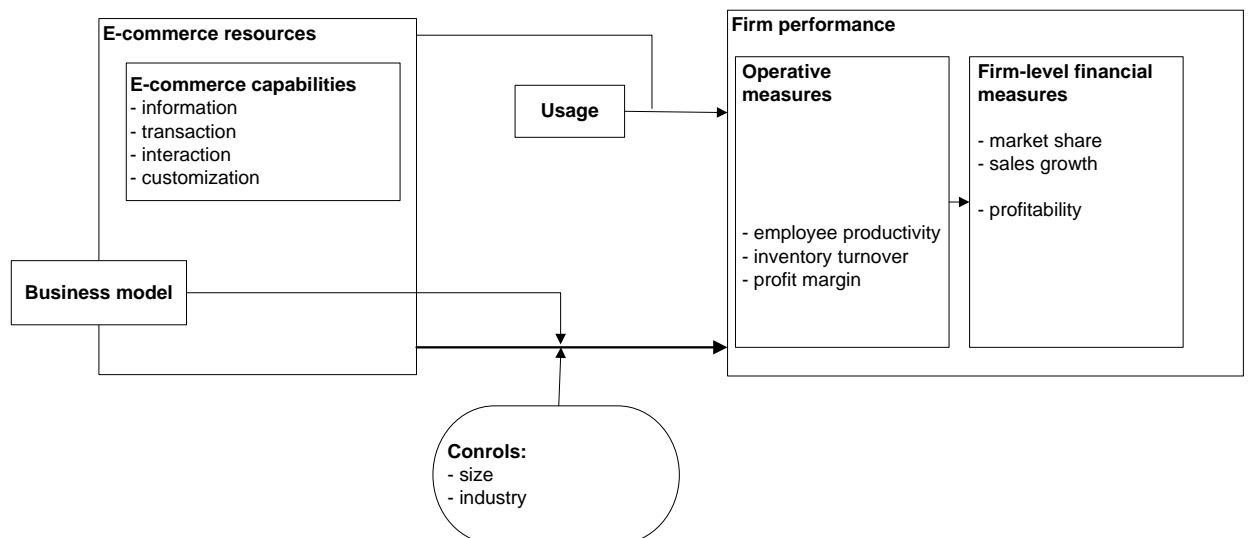 E-commerce resources
E-commerce capabilities
- information
- transaction
- interaction
- customization
Business model
Usage
Conrols:
- size
- industry
Firm performance
Operative
measures
- employee productivity
- inventory turnover
- profit margin
Firm-level financial
measures
- market share
- sales growth
- profitability